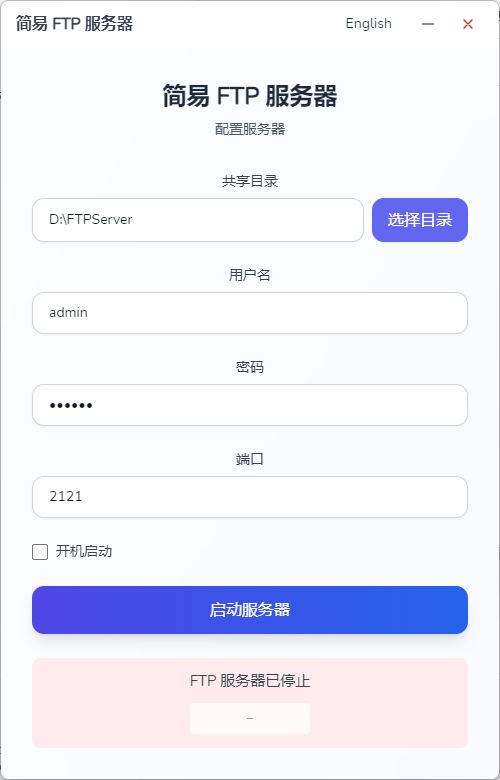 简易 FTP 服务器
English
简易 FTP 服务器
配置服务器
共享目录
D:\FTPServer
选择目录
用户名
admin
密码
••••••
端口
2121
开机启动
启动服务器
FTP 服务器已停止
–